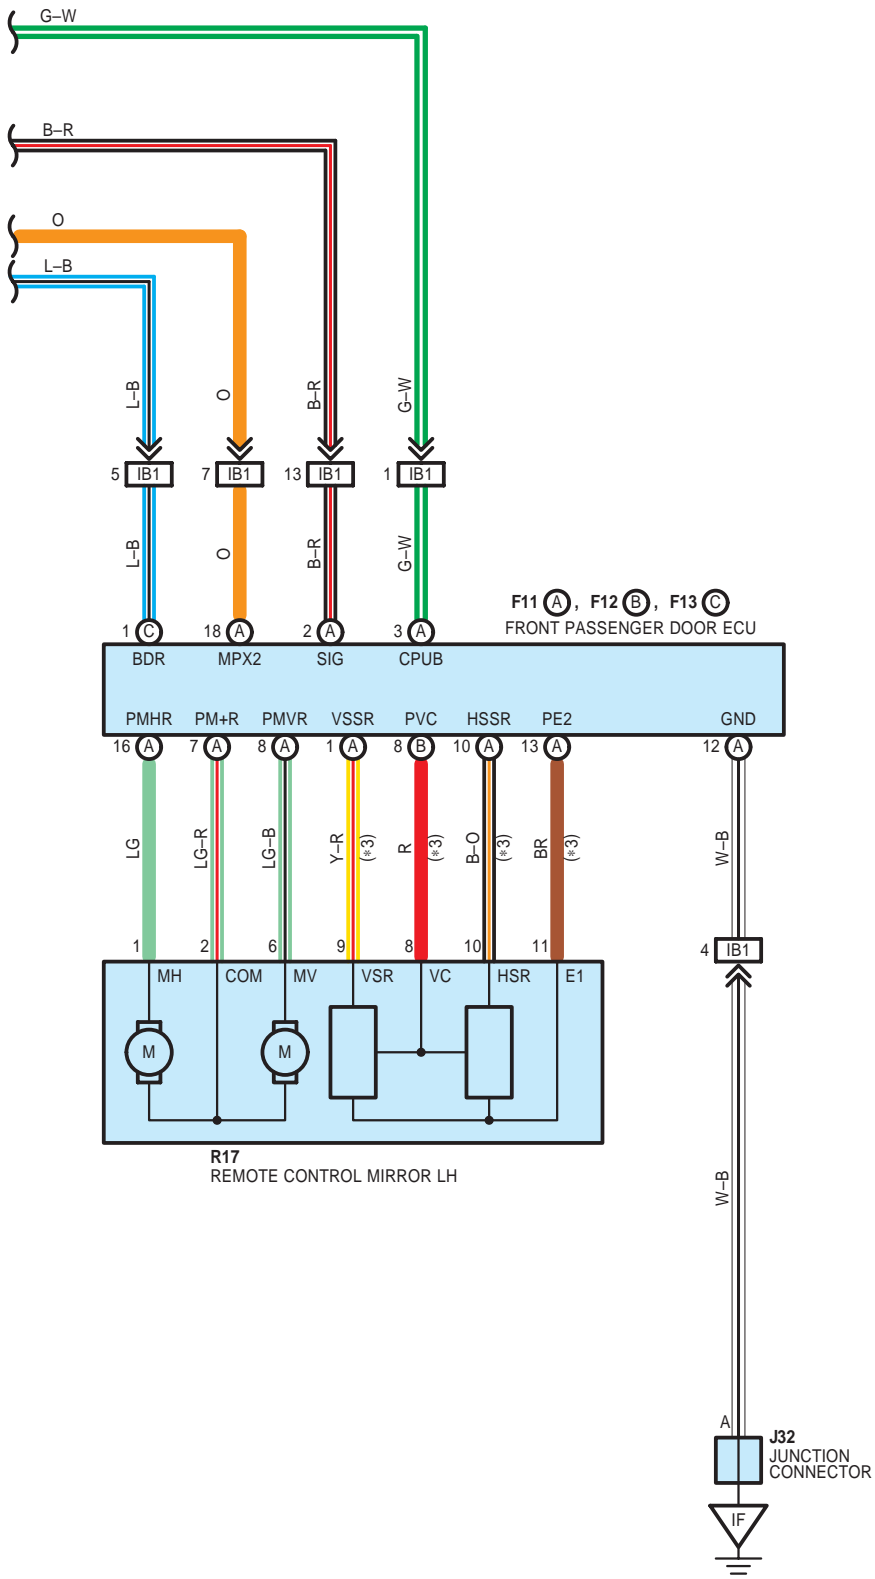 G–W
B–R
O
L–B
L–B
O
B–R
G–W
5 IB1
7 IB1
13 IB1
1 IB1
L–B
O
B–R
G–W
F11 A , F12 B , F13 C
FRONT PASSENGER DOOR ECU
1 C
18 A
2 A
3 A
BDR
MPX2
SIG
CPUB
PMHR
PM+R
PMVR
VSSR
PVC
HSSR
PE2
GND
16 A
7 A
8 A
1 A
8 B
10 A
13 A
12 A
LG
LG–R
LG–B
Y–R
(*3)
R
(*3)
B–O
(*3)
BR
(*3)
W–B
1
2
6
9
8
10
11
4 IB1
MH
COM
MV
VSR
VC
HSR
E1
M
M
R17
REMOTE CONTROL MIRROR LH
W–B
A
J32
JUNCTION
CONNECTOR
IF